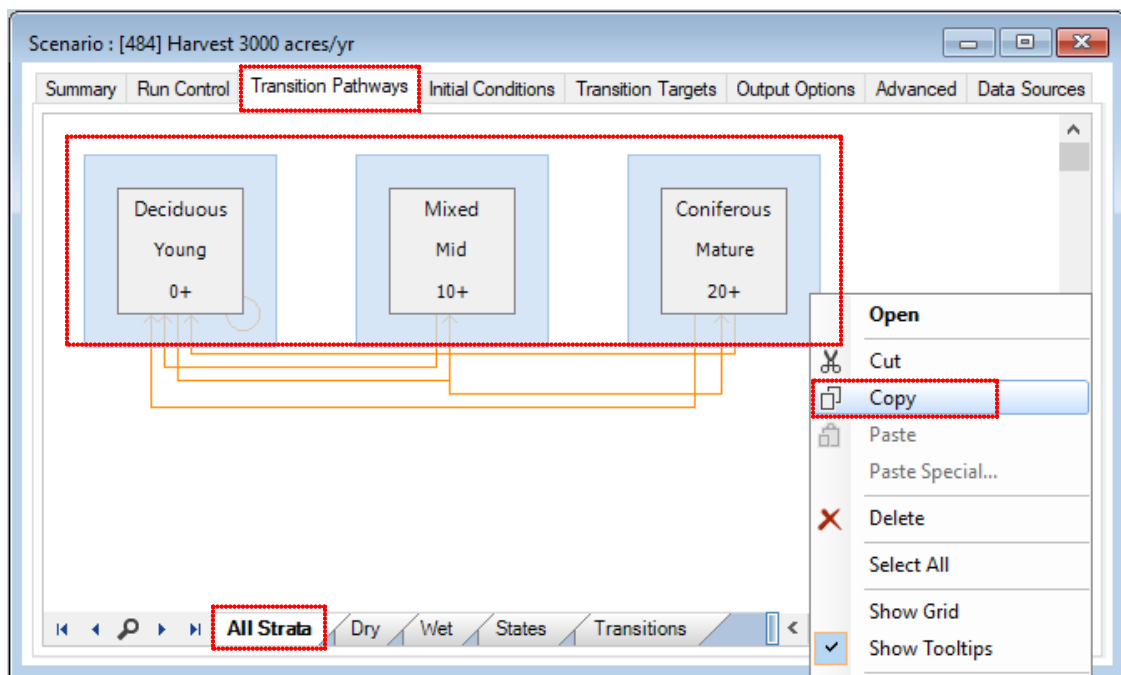 Scenario : [484] Harvest 3000 acres/yr
Summary Run Control Transition Pathways Initial Conditions Transition Targets Output Options Advanced Data Sources
Deciduous Mixed Coniferous
Young Mid Mature
0+ 10+ 20+
Open
Cut
Copy
Paste
Paste Special...
Delete
Select All
Show Grid
Show Tooltips
All Strata Dry Wet States Transitions